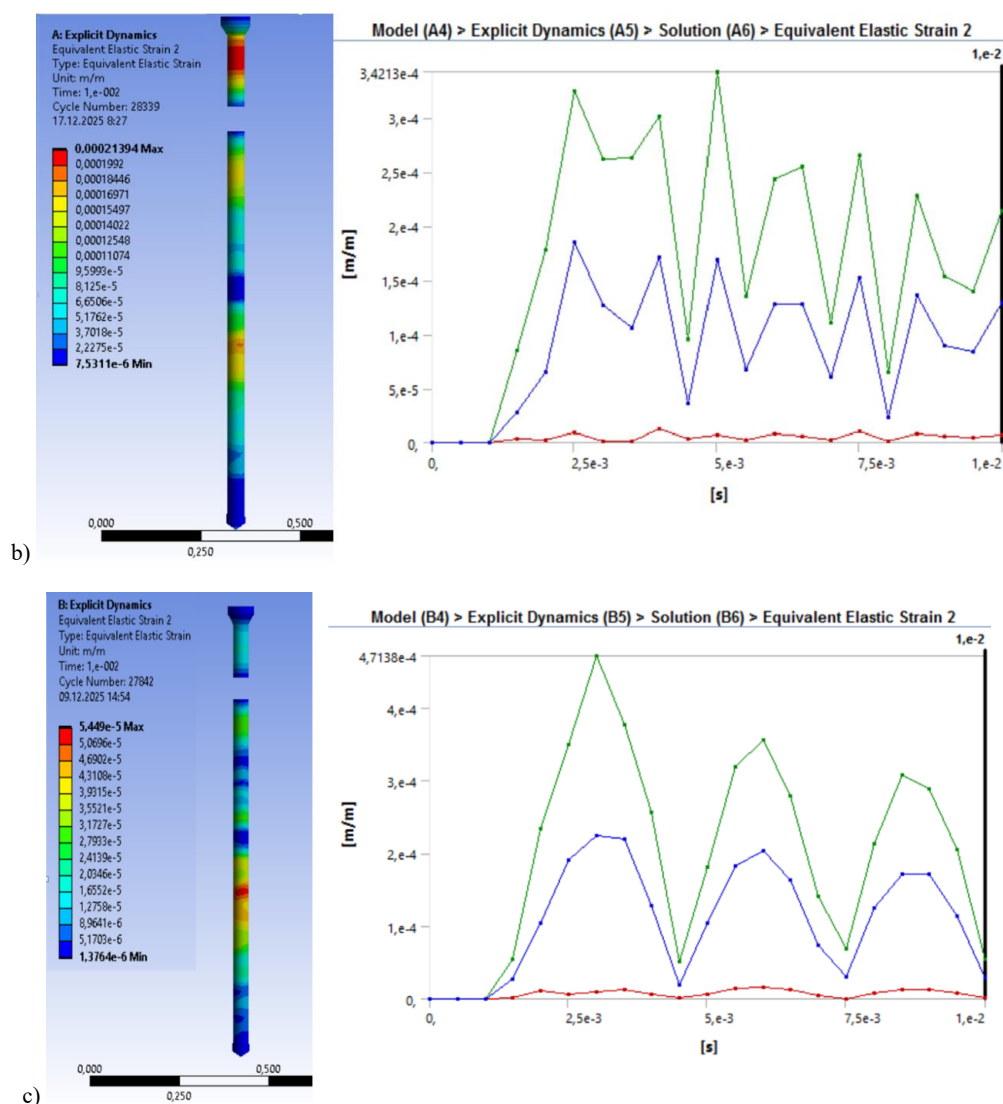 A: Explicit Dynamics
Equivalent Elastic Strain 2
Type: Equivalent Elastic Strain
Unit: m/m
Time: 1,e-002
Cycle Number: 28339
17.12.2025 8:27
0,00021394 Max
0,0001992
0,00018446
0,00016971
0,00015497
0,00014022
0,00012548
0,00011074
9,5993e-5
8,125e-5
6,6506e-5
5,1762e-5
3,7018e-5
2,2275e-5
7,5311e-6 Min
0,000
0,500
0,250
Model (A4) > Explicit Dynamics (A5) > Solution (A6) > Equivalent Elastic Strain 2
1,e-2
3,4213e-4
3,e-4
2,5e-4
2,e-4
1,5e-4
1,e-4
5,e-5
0,
[m/m]
0,
2,5e-3
5,e-3
7,5e-3
1,e-2
[s]
b)
B: Explicit Dynamics
Equivalent Elastic Strain 2
Type: Equivalent Elastic Strain
Unit: m/m
Time: 1,e-002
Cycle Number: 27842
09.12.2025 14:54
5,449e-5 Max
5,0696e-5
4,6902e-5
4,3108e-5
3,9315e-5
3,5521e-5
3,1727e-5
2,7933e-5
2,4139e-5
2,0346e-5
1,6552e-5
1,2758e-5
8,9641e-6
5,1703e-6
1,3764e-6 Min
0,000
0,500
0,250
Model (B4) > Explicit Dynamics (B5) > Solution (B6) > Equivalent Elastic Strain 2
1,e-2
4,7138e-4
4,e-4
3,e-4
2,e-4
1,e-4
0,
[m/m]
0,
2,5e-3
5,e-3
7,5e-3
1,e-2
[s]
c)